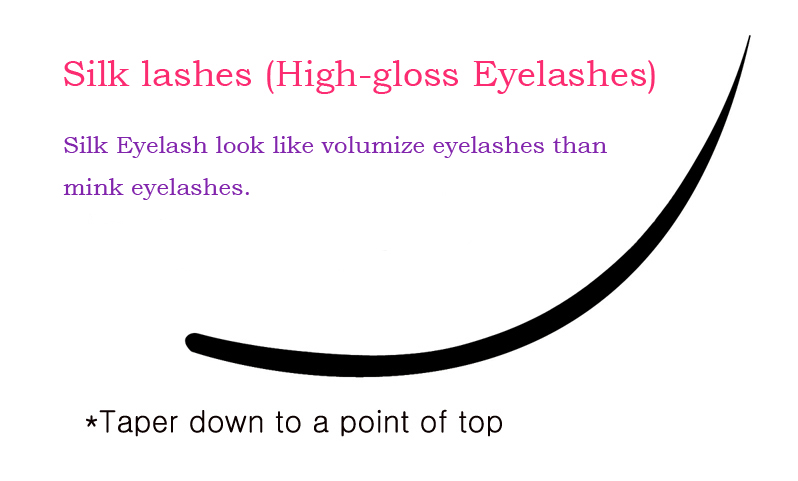 Silk lashes (High-gloss Eyelashes)
Silk Eyelash look like volumize eyelashes than
mink eyelashes.
*Taper down to a point of top